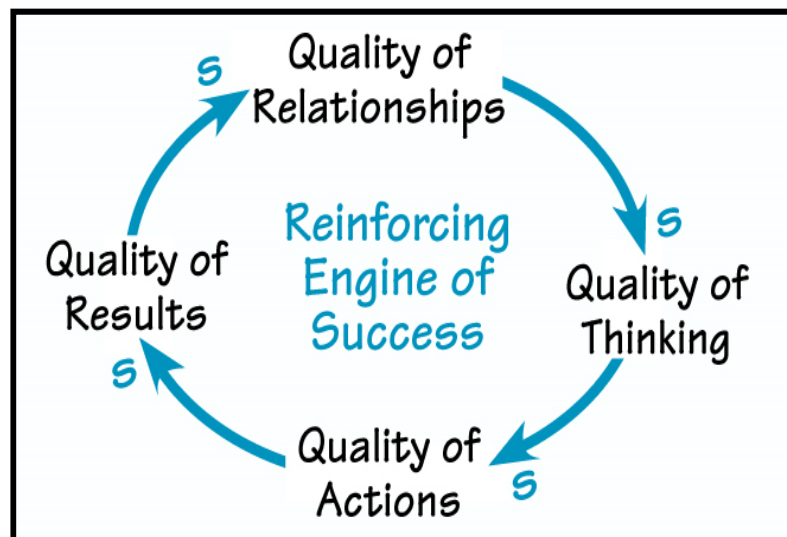 S
Quality of
Relationships
S
Quality of
Thinking
S
Quality of
Actions
S
Quality of
Results
Reinforcing
Engine of
Success